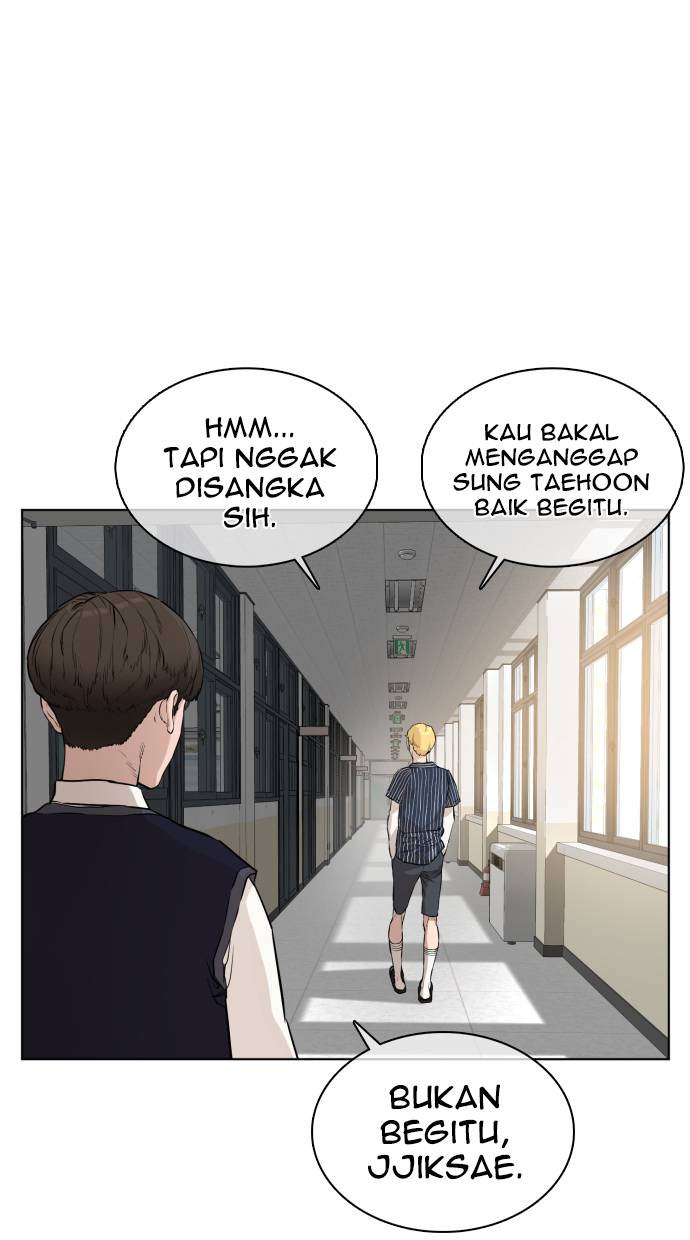 HMM...
TAPI NGGAK
DISANGKA
SIH.
KAU BAKAL
MENGANGGAP
SUNG TAEHOON
BAIK BEGITU.
BUKAN
BEGITU,
JJIKSAE.